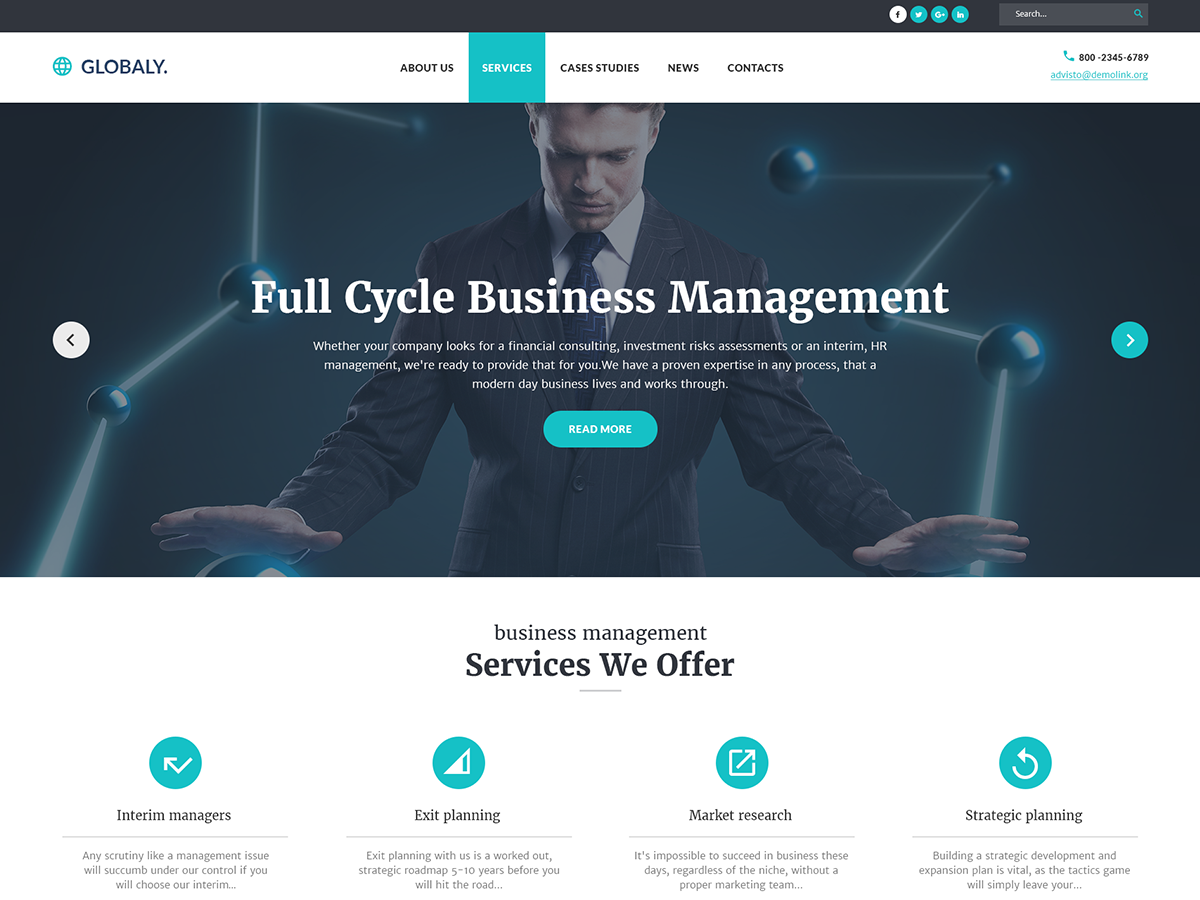 Search...
GLOBALY.
ABOUT US
SERVICES
CASES STUDIES
NEWS
CONTACTS
800 -2345-6789
advisto@demolink.org
Full Cycle Business Management
Whether your company looks for a financial consulting, investment risks assessments or an interim, HR
management, we're ready to provide that for you.We have a proven expertise in any process, that a
modern day business lives and works through.
READ MORE
business management
Services We Offer
Interim managers
Any scrutiny like a management issue
will succumb under our control if you
will choose our interim...
Exit planning
Exit planning with us is a worked out,
strategic roadmap 5-10 years before you
will hit the road...
Market research
It's impossible to succeed in business these
days, regardless of the niche, without a
proper marketing team...
Strategic planning
Building a strategic development and
expansion plan is vital, as the tactics game
will simply leave your...